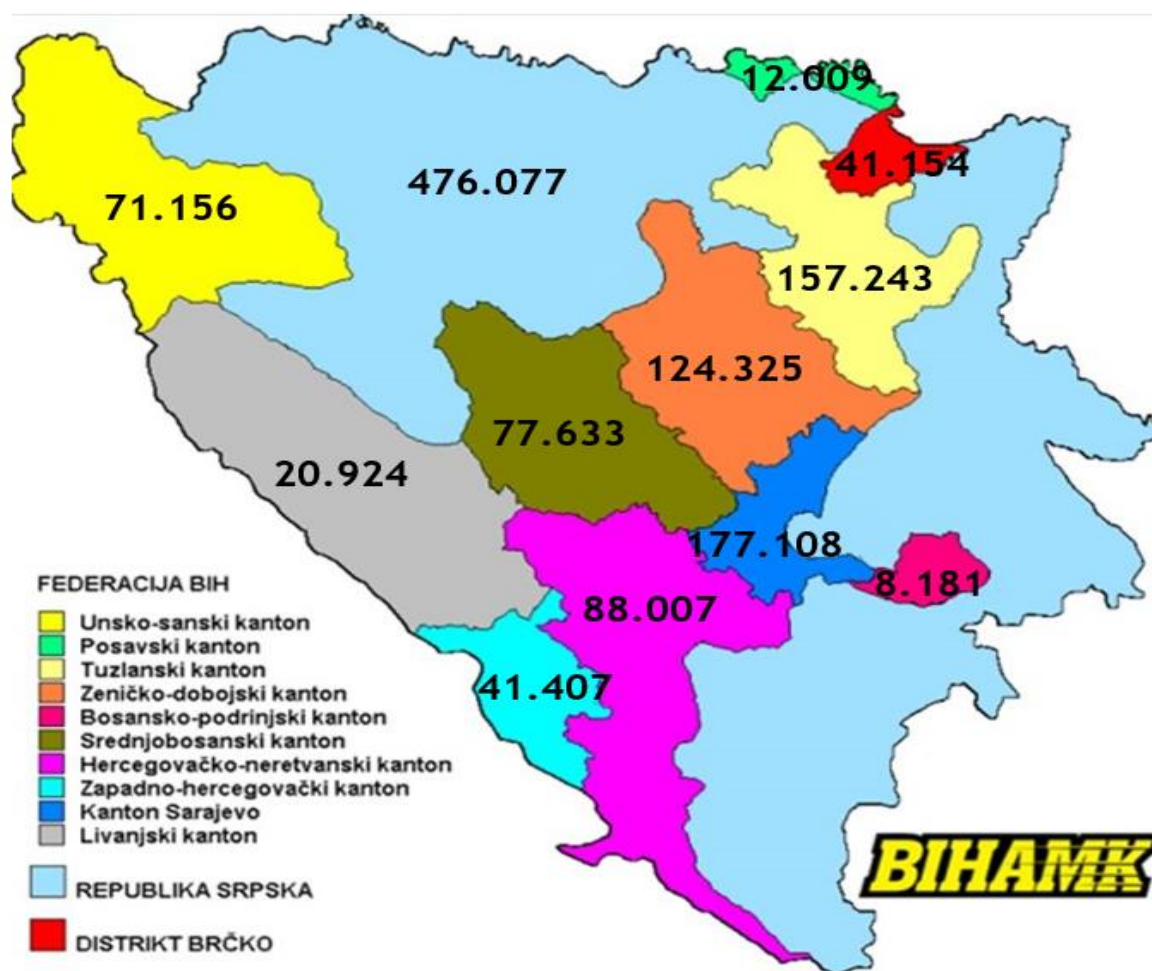 12.009
41.154
476.077
71.156
157.243
124.325
77.633
20.924
177.108
8.181
88.007
41.407
FEDERACIJA BIH
Unsko-sanski kanton
Posavski kanton
Tuzlanski kanton
Zeničko-dobojski kanton
Bosansko-podrinjski kanton
Srednjobosanski kanton
Hercegovačko-neretvanski kanton
Zapadno-hercegovački kanton
Kanton Sarajevo
Livanjski kanton
REPUBLIKA SRPSKA
DISTRIKT BRČKO
BIHAMK